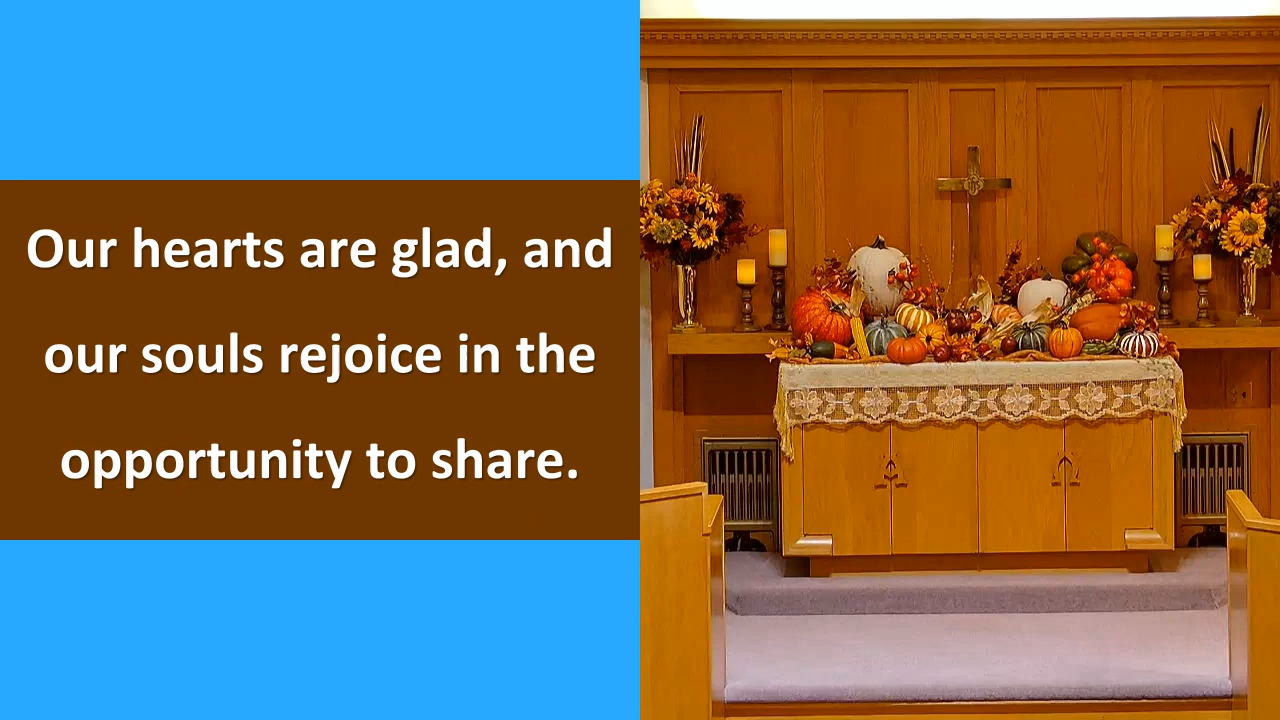 Our hearts are glad, and
our souls rejoice in the
opportunity to share.